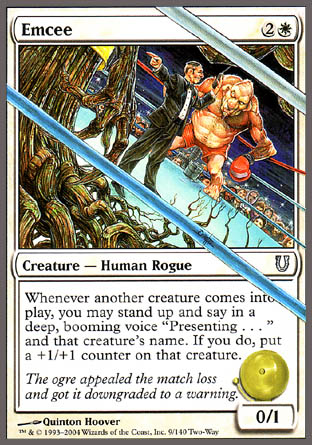 Emcee 2
Creature — Human Rogue
Whenever another creature comes into
play, you may stand up and say in a
deep, booming voice “Presenting . . .”
and that creature's name. If you do, put
a +1/+1 counter on that creature.
The ogre appealed the match loss
and got it downgraded to a warning.
0/1
Quinton Hoover
™ & © 1993–2004 Wizards of the Coast, Inc. 9/140 Two-Way